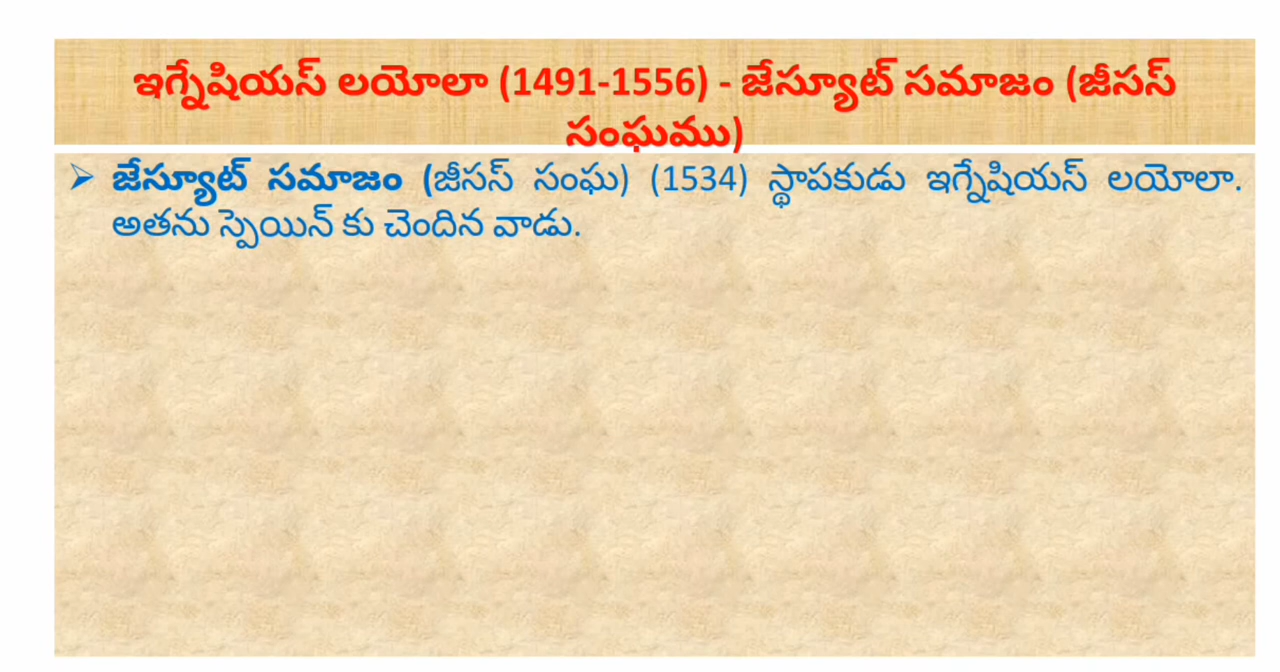 ఇగ్నేషియస్ లయోలా (1491-1556) - జేస్యూట్ సమాజం (జీసస్
సంఘము)
➢ జేస్యూట్ సమాజం (జీసస్ సంఘ) (1534) స్థాపకుడు ఇగ్నేషియస్ లయోలా.
అతను స్పెయిన్ కు చెందిన వాడు.